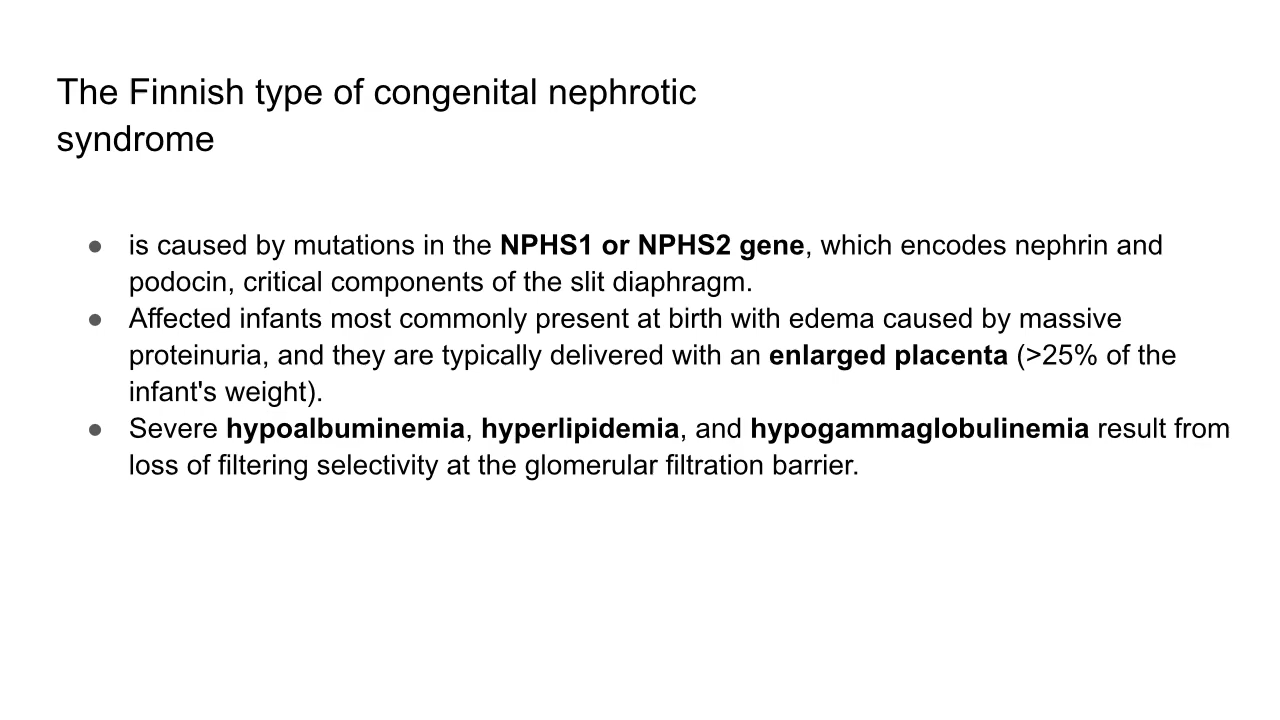 The Finnish type of congenital nephrotic
syndrome
● is caused by mutations in the NPHS1 or NPHS2 gene, which encodes nephrin and
podocin, critical components of the slit diaphragm.
● Affected infants most commonly present at birth with edema caused by massive
proteinuria, and they are typically delivered with an enlarged placenta (>25% of the
infant's weight).
● Severe hypoalbuminemia, hyperlipidemia, and hypogammaglobulinemia result from
loss of filtering selectivity at the glomerular filtration barrier.